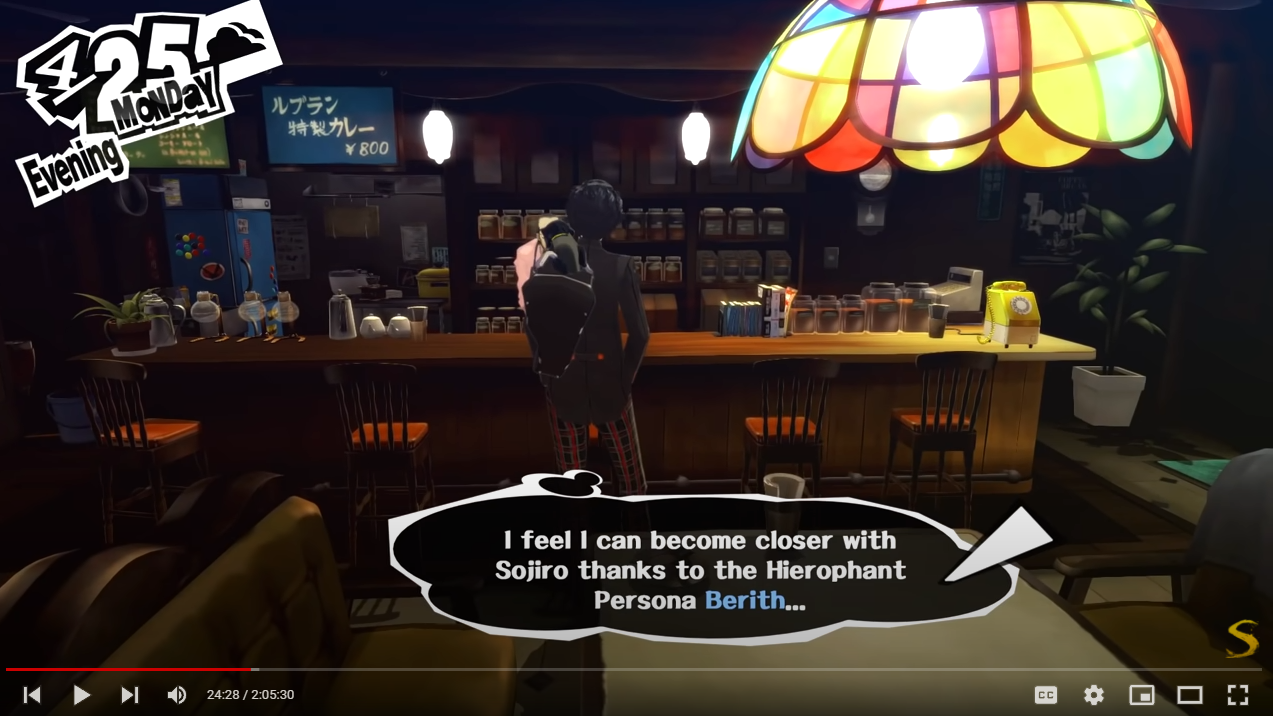 4/25
MONDAY
Evening
ルブラン
特製カレー
¥800
I feel I can become closer with
Sojiro thanks to the Hierophant
Persona Berith...
S
24:28 / 2:05:30
CC